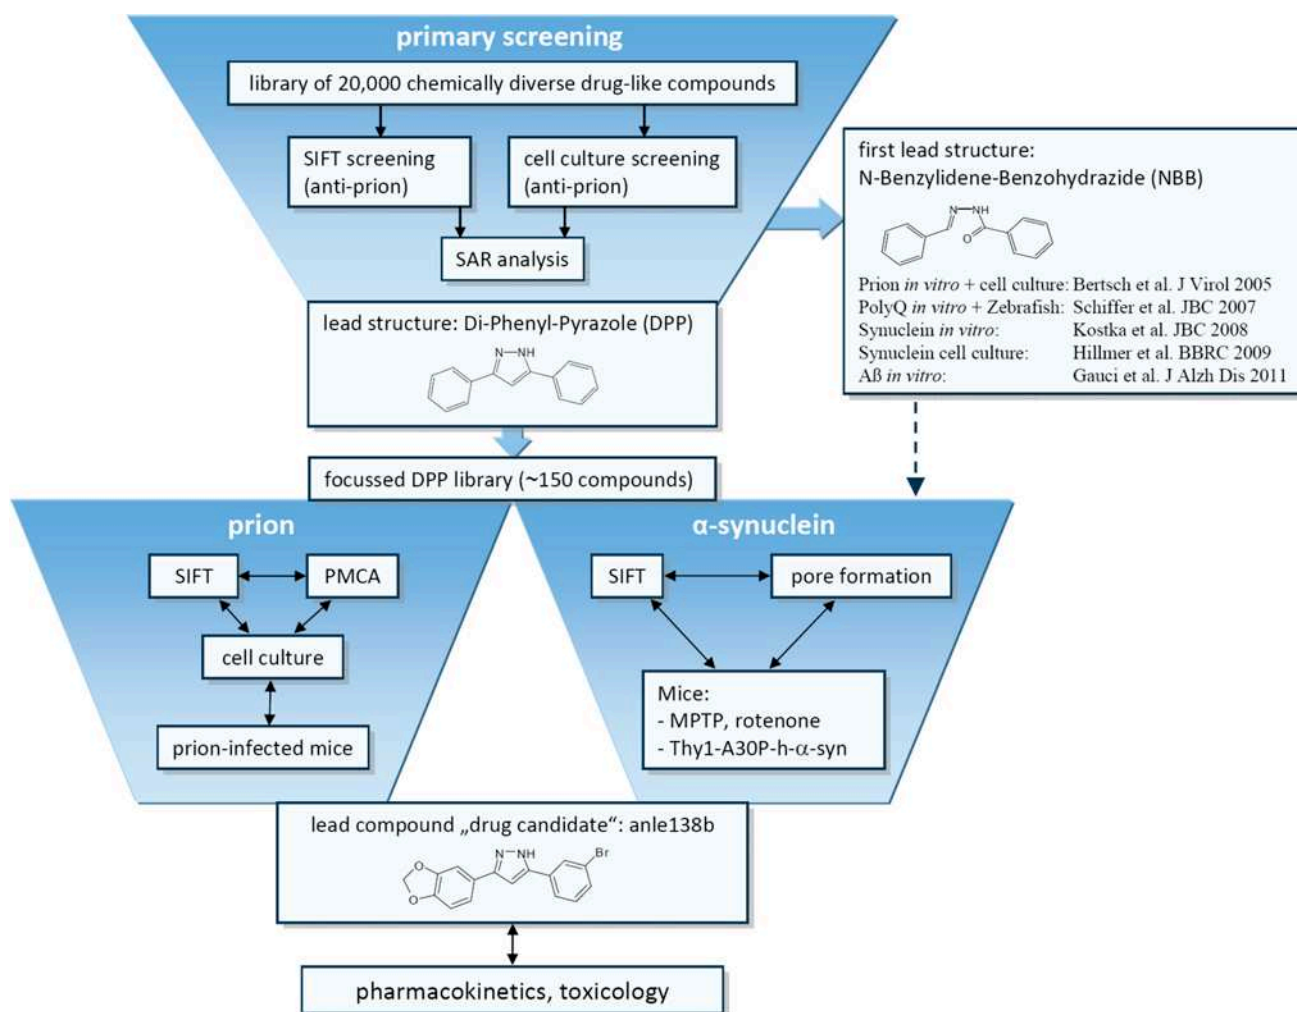 primary screening
library of 20,000 chemically diverse drug-like compounds
SIFT screening
(anti-prion)
cell culture screening
(anti-prion)
SAR analysis
first lead structure:
N-Benzylidene-Benzohydrazide (NBB)
N NH
O
Prion in vitro + cell culture: Bertsch et al. J Virol 2005
PolyQ in vitro + Zebrafish: Schiffer et al. JBC 2007
Synuclein in vitro: Kostka et al. JBC 2008
Synuclein cell culture: Hillmer et al. BBRC 2009
Aß in vitro: Gauci et al. J Alzh Dis 2011
lead structure: Di-Phenyl-Pyrazole (DPP)
N NH
focussed DPP library (~150 compounds)
prion
SIFT
PMCA
cell culture
prion-infected mice
α-synuclein
SIFT
pore formation
Mice:
- MPTP, rotenone
- Thy1-A30P-h-α-syn
lead compound „drug candidate“: anle138b
N NH
Br
O
O
pharmacokinetics, toxicology